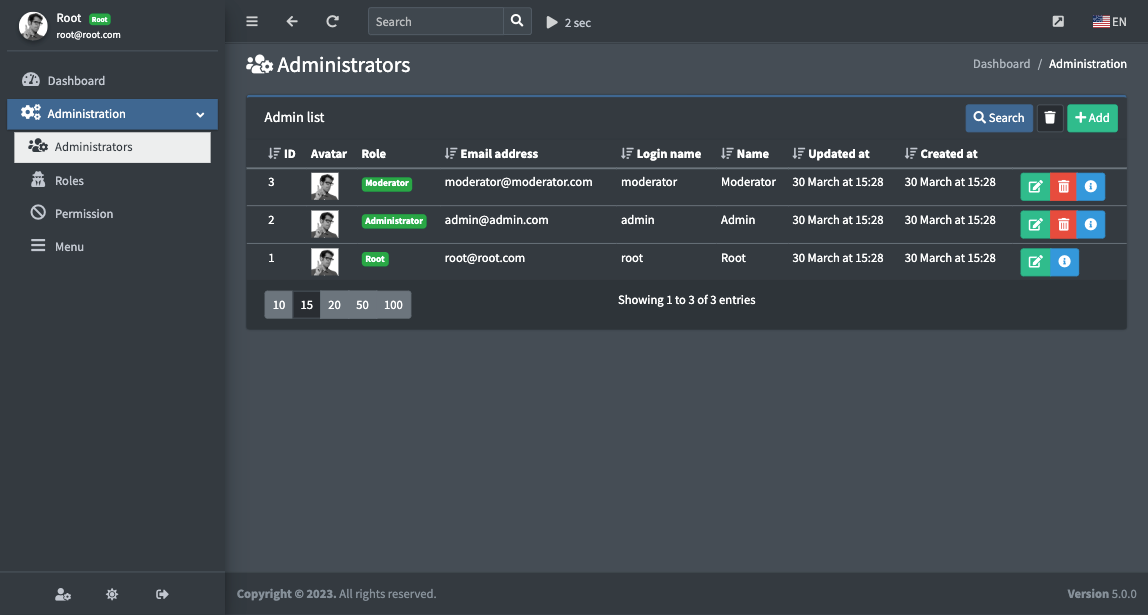 Root Root
root@root.com
Search
2 sec
EN
Dashboard
Administration
Administrators
Roles
Permission
Menu
Administrators
Dashboard / Administration
Admin list
Search
Add
ID Avatar Role Email address Login name Name Updated at Created at
3 Moderator moderator@moderator.com moderator Moderator 30 March at 15:28 30 March at 15:28
2 Administrator admin@admin.com admin Admin 30 March at 15:28 30 March at 15:28
1 Root root@root.com root Root 30 March at 15:28 30 March at 15:28
10 15 20 50 100
Showing 1 to 3 of 3 entries
Copyright © 2023. All rights reserved.
Version 5.0.0